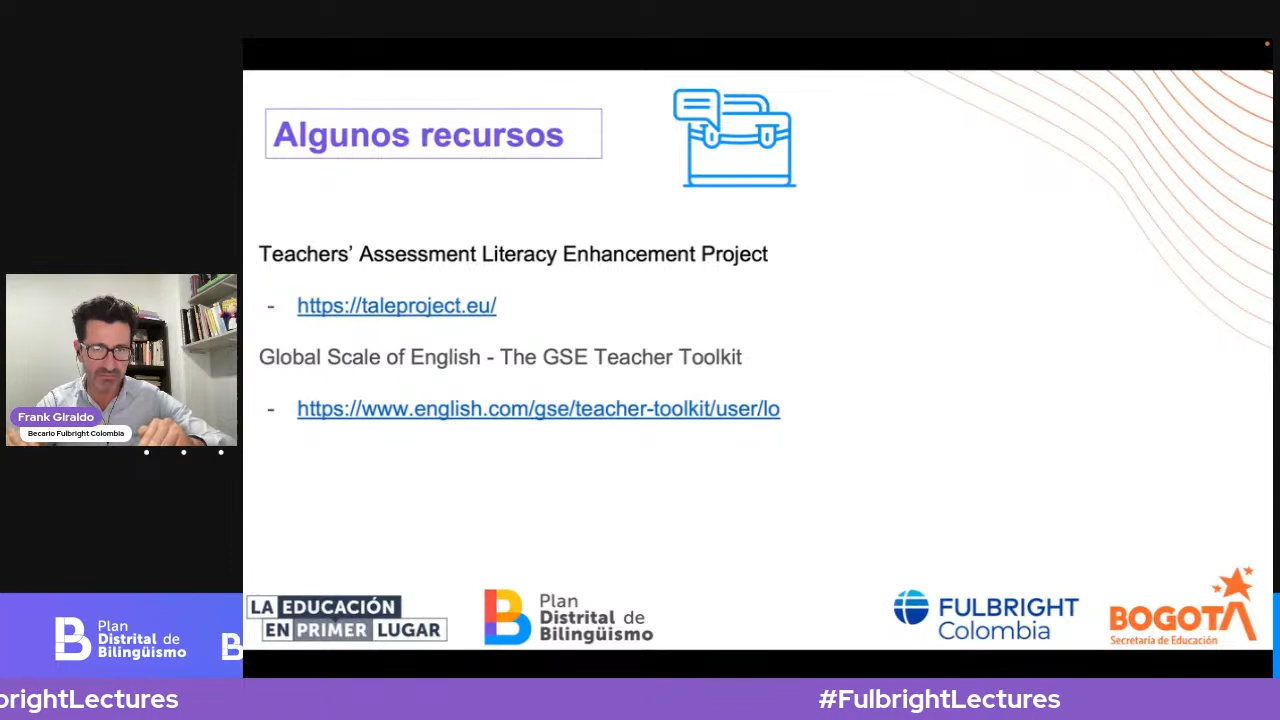 Algunos recursos
Teachers’ Assessment Literacy Enhancement Project
- https://taleproject.eu/
Global Scale of English - The GSE Teacher Toolkit
- https://www.english.com/gse/teacher-toolkit/user/lo
Frank Giraldo
Becario Fulbright Colombia
LA EDUCACIÓN
EN PRIMER LUGAR
B Plan
Distrital de
Bilingüismo
FULBRIGHT
Colombia
BOGOTÁ
Secretaría de Educación
B Plan
Distrital de
Bilingüismo
B
brightLectures
#FulbrightLectures